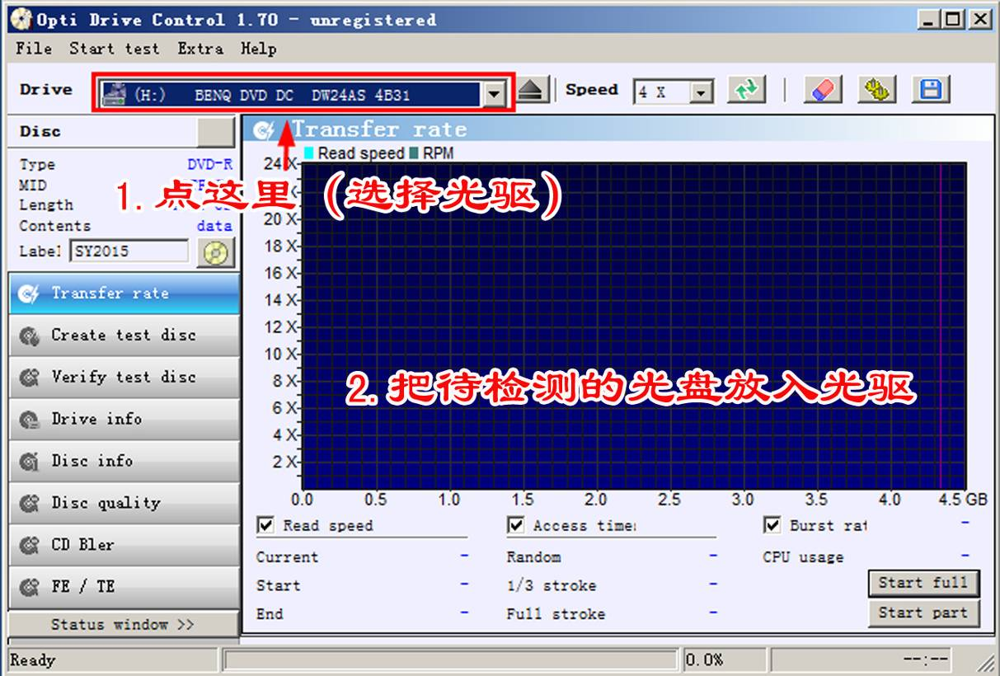 Opti Drive Control 1.70 - unregistered
File Start test Extra Help
Drive (H:) BENQ DVD DC DW24AS 4B31 Speed 4 X
Disc
Type DVD-R
MID
Length
Contents data
Label SY2015
Transfer rate
Create test disc
Verify test disc
Drive info
Disc info
Disc quality
CD Bler
FE / TE
Status window >>
Transfer rate
Read speed RPM
1.点这里（选择光驱）
2.把待检测的光盘放入光驱
24 X
20 X
18 X
16 X
14 X
12 X
10 X
8 X
6 X
4 X
2 X
0.0 0.5 1.0 1.5 2.0 2.5 3.0 3.5 4.0 4.5 GB
Read speed Access time: Burst rat
Current - Random - CPU usage -
Start - 1/3 stroke - Start full
End - Full stroke - Start part
Ready 0.0% --:--